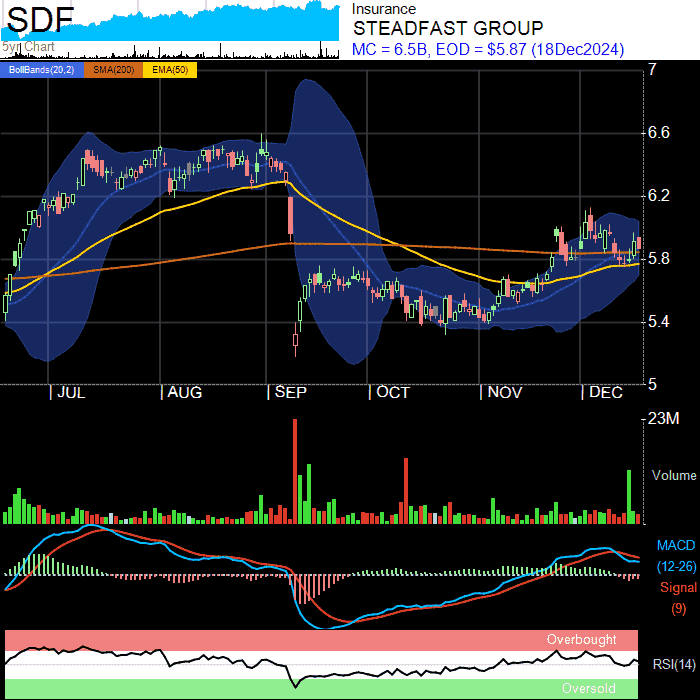 SDF
5yr Chart
Insurance
STEADFAST GROUP
MC = 6.5B, EOD = $5.87 (18Dec2024)
BollBands(20,2) SMA(200) EMA(50)
7
6.6
6.2
5.8
5.4
5
JUL AUG SEP OCT NOV DEC
23M
Volume
MACD
(12-26)
Signal
(9)
Overbought
RSI(14)
Oversold